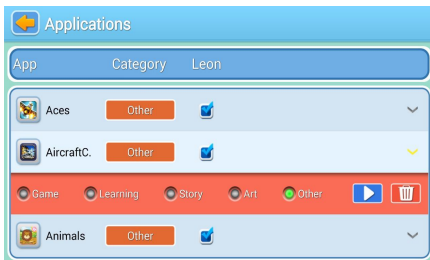 Applications
App Category Leon
Aces Other
AircraftC. Other
Game Learning Story Art Other
Animals Other